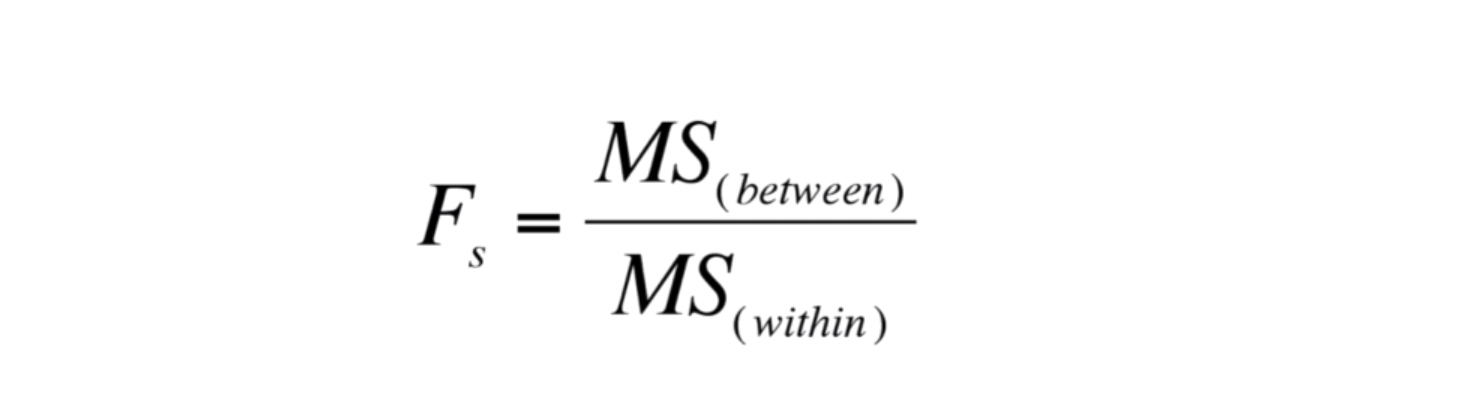 F_s = MS_(between) / MS_(within)